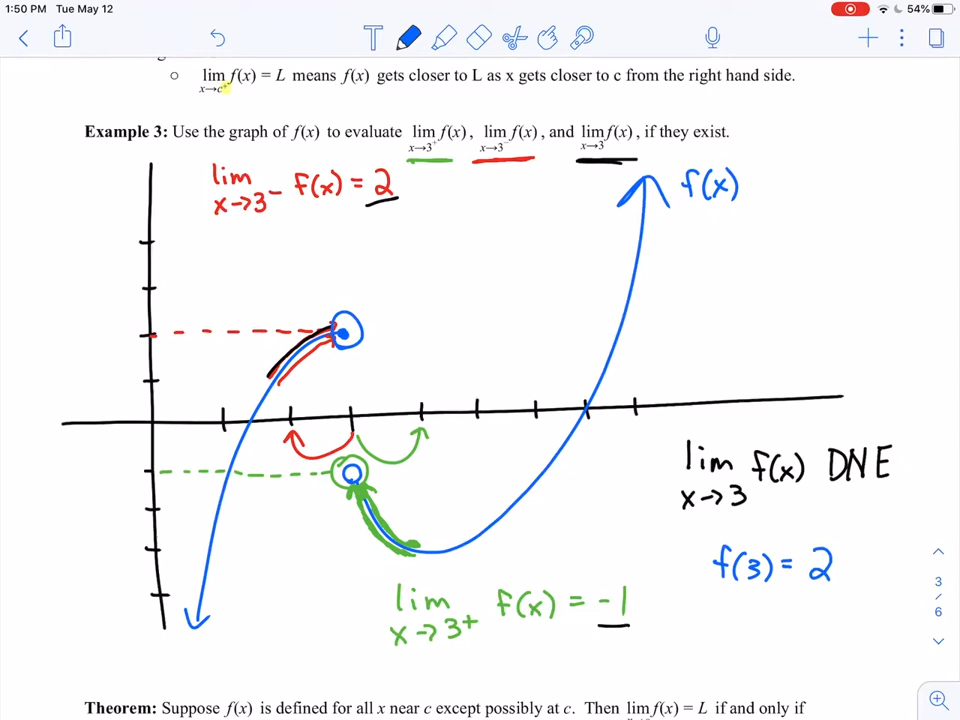 1:50 PM Tue May 12
54%
lim f(x) = L means f(x) gets closer to L as x gets closer to c from the right hand side.
x→c⁺
Example 3: Use the graph of f(x) to evaluate lim f(x), lim f(x), and lim f(x), if they exist.
x→3⁺ x→3⁻ x→3
lim f(x) = 2
x→3⁻
f(x)
lim f(x) DNE
x→3
f(3) = 2
lim f(x) = -1
x→3⁺
3
/
6
Theorem: Suppose f(x) is defined for all x near c except possibly at c. Then lim f(x) = L if and only if